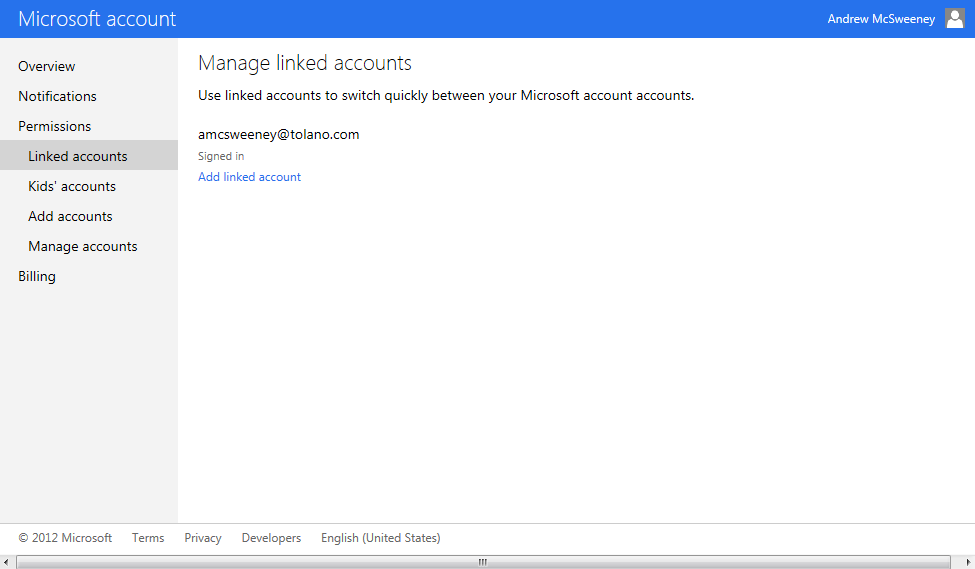 Microsoft account
Andrew McSweeney
Overview
Notifications
Permissions
Linked accounts
Kids' accounts
Add accounts
Manage accounts
Billing
Manage linked accounts
Use linked accounts to switch quickly between your Microsoft account accounts.
amcsweeney@tolano.com
Signed in
Add linked account
© 2012 Microsoft Terms Privacy Developers English (United States)